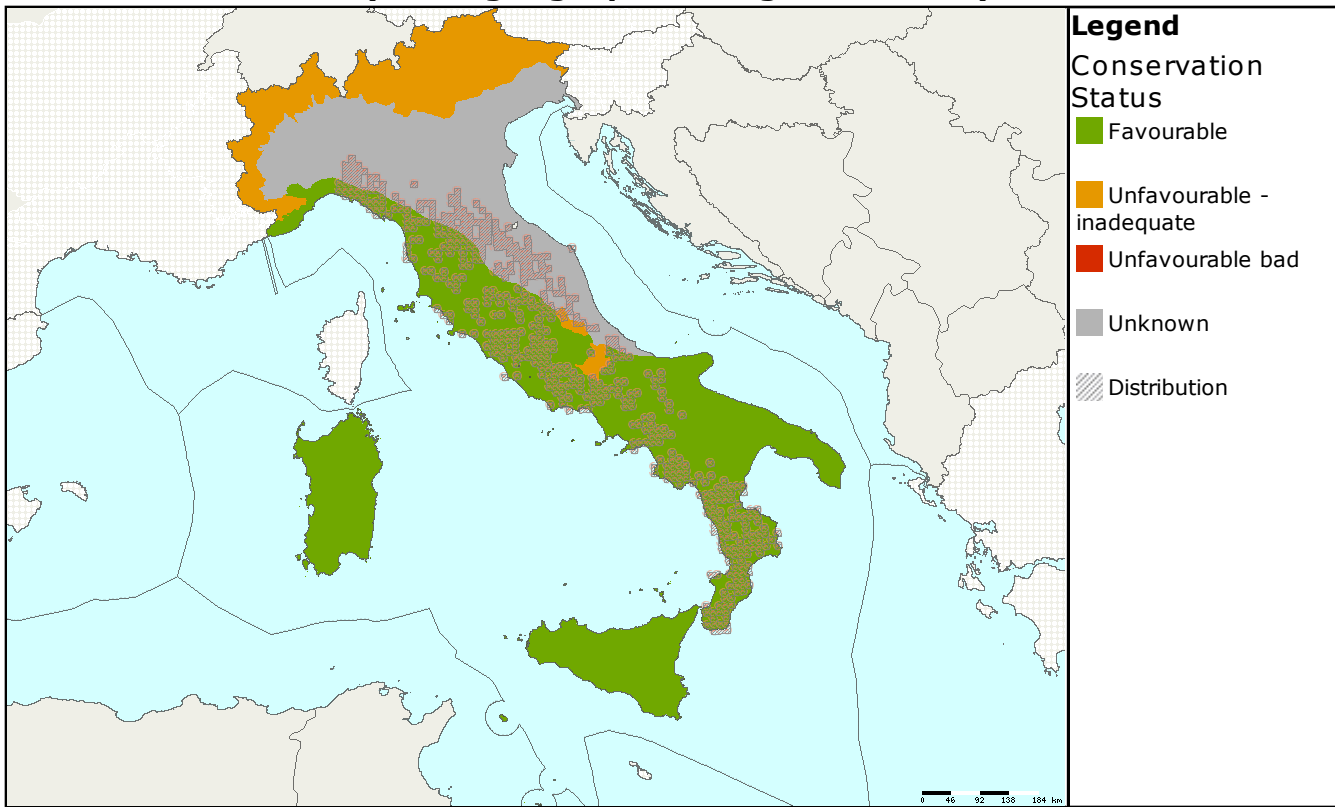 Legend
Conservation
Status
Favourable
Unfavourable -
inadequate
Unfavourable bad
Unknown
Distribution
0 46 92 138 184 km